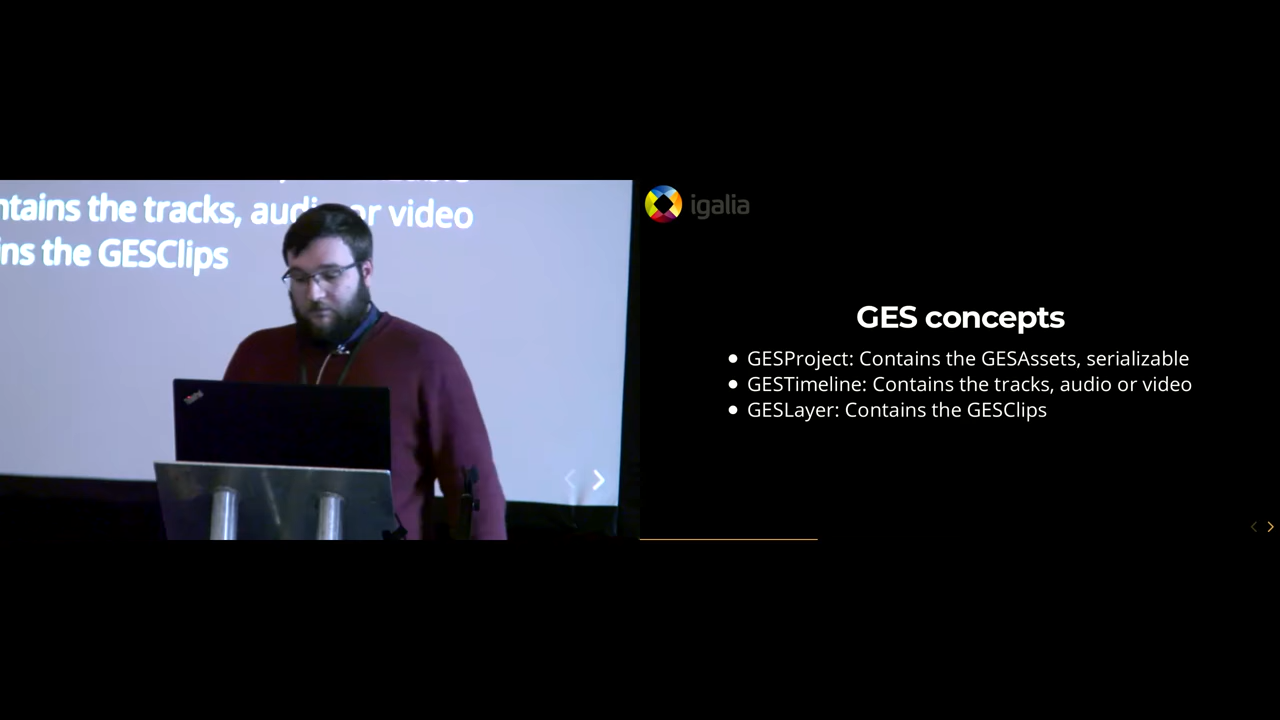 ntains the tracks, audio or video
ins the GESClips
igalia
GES concepts
GESProject: Contains the GESAssets, serializable
GESTimeline: Contains the tracks, audio or video
GESLayer: Contains the GESClips